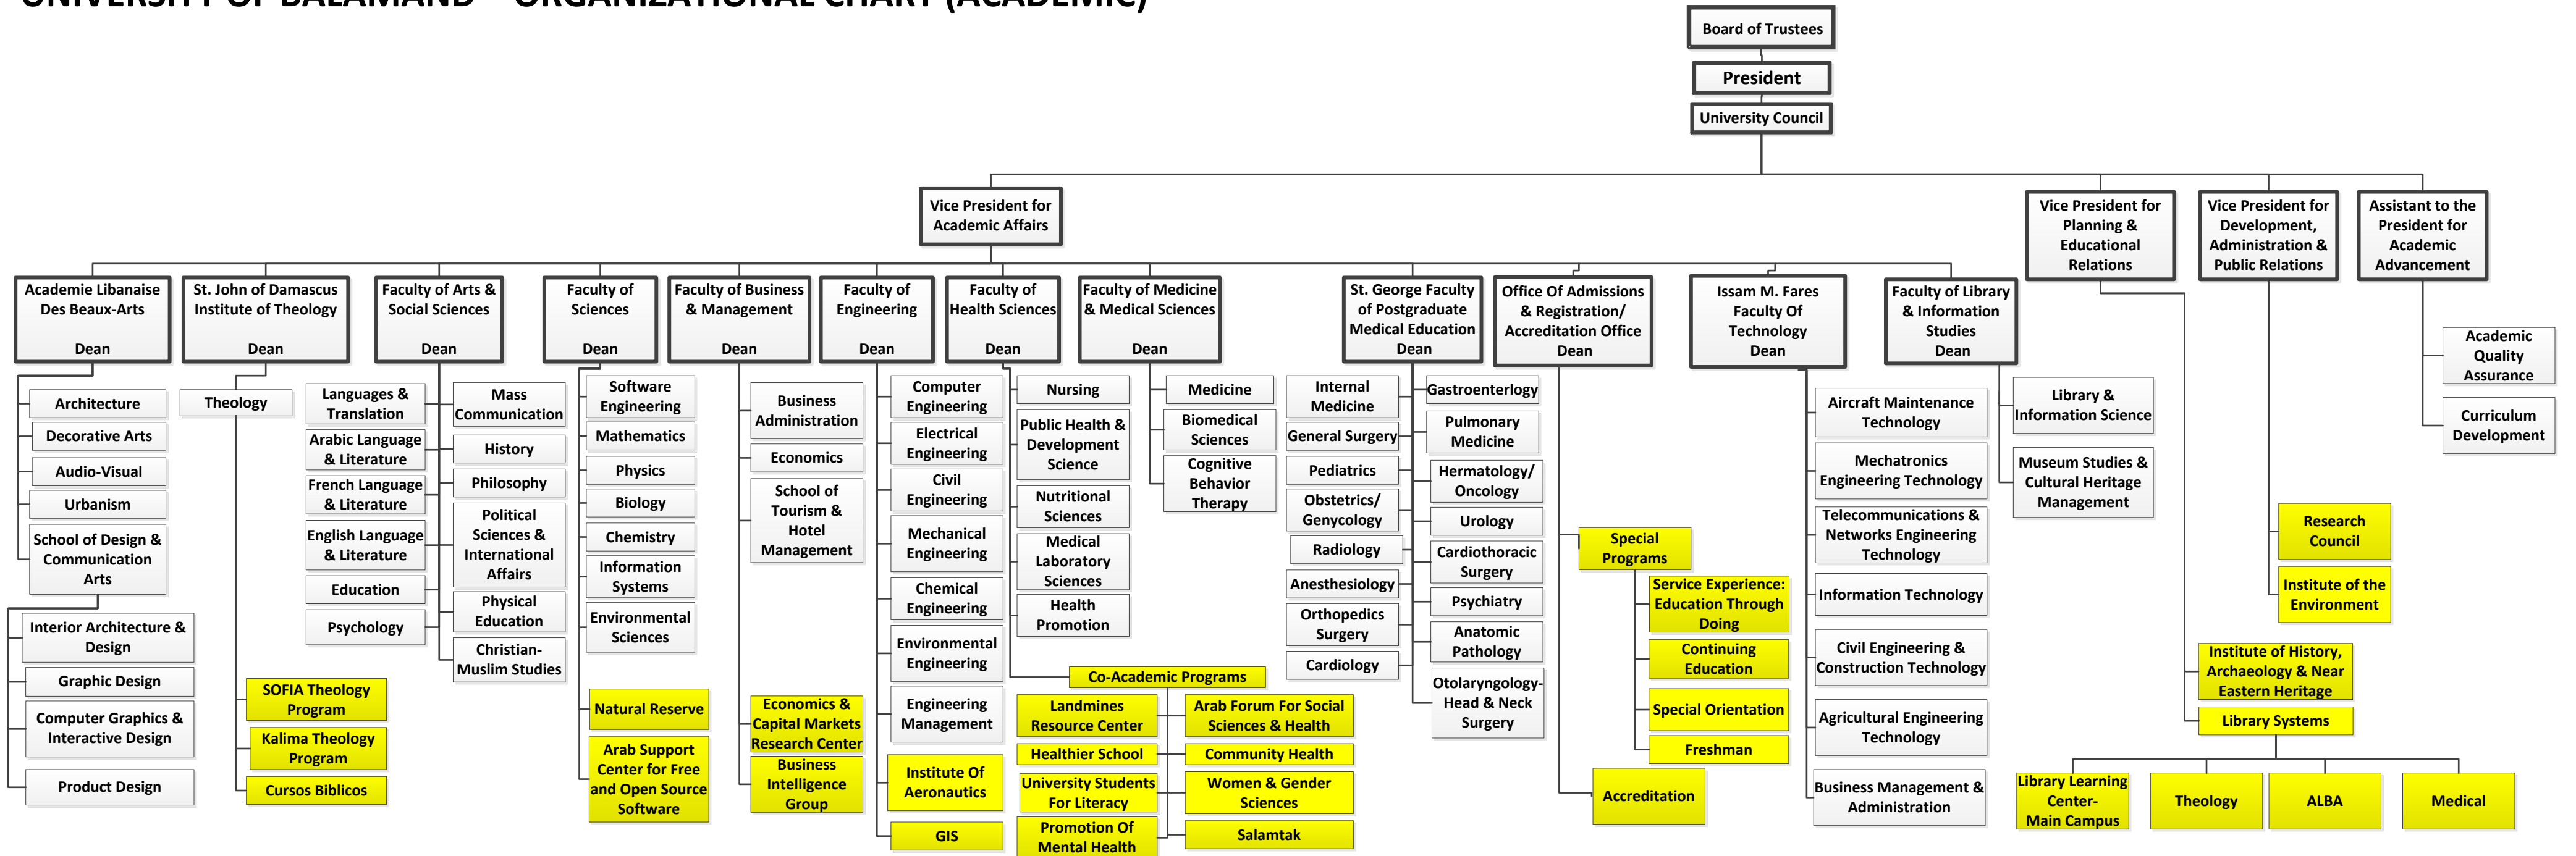 UNIVERSITY OF BALAMAND – ORGANIZATIONAL CHART (ACADEMIC)
Board of Trustees
President
University Council
Vice President for
Academic Affairs
Vice President for
Planning &
Educational
Relations
Vice President for
Development,
Administration &
Public Relations
Assistant to the
President for
Academic
Advancement
Academie Libanaise
Des Beaux-Arts
Dean
St. John of Damascus
Institute of Theology
Dean
Faculty of Arts &
Social Sciences
Dean
Faculty of
Sciences
Dean
Faculty of Business
& Management
Dean
Faculty of
Engineering
Dean
Faculty of
Health Sciences
Dean
Faculty of Medicine
& Medical Sciences
Dean
St. George Faculty
of Postgraduate
Medical Education
Dean
Office Of Admissions
& Registration/
Accreditation Office
Dean
Issam M. Fares
Faculty Of
Technology
Dean
Faculty of Library
& Information
Studies
Dean
Architecture
Decorative Arts
Audio-Visual
Urbanism
School of Design &
Communication
Arts
Interior Architecture &
Design
Graphic Design
Computer Graphics &
Interactive Design
Product Design
Theology
SOFIA Theology
Program
Kalima Theology
Program
Cursos Biblicos
Languages &
Translation
Arabic Language
& Literature
French Language
& Literature
English Language
& Literature
Education
Psychology
Mass
Communication
History
Philosophy
Political
Sciences &
International
Affairs
Physical
Education
Christian-
Muslim Studies
Software
Engineering
Mathematics
Physics
Biology
Chemistry
Information
Systems
Environmental
Sciences
Natural Reserve
Arab Support
Center for Free
and Open Source
Software
Business
Administration
Economics
School of
Tourism &
Hotel
Management
Economics &
Capital Markets
Research Center
Business
Intelligence
Group
Computer
Engineering
Electrical
Engineering
Civil
Engineering
Mechanical
Engineering
Chemical
Engineering
Environmental
Engineering
Engineering
Management
Institute Of
Aeronautics
GIS
Nursing
Public Health &
Development
Science
Nutritional
Sciences
Medical
Laboratory
Sciences
Health
Promotion
Co-Academic Programs
Landmines
Resource Center
Healthier School
University Students
For Literacy
Promotion Of
Mental Health
Arab Forum For Social
Sciences & Health
Community Health
Women & Gender
Sciences
Salamtak
Medicine
Biomedical
Sciences
Cognitive
Behavior
Therapy
Internal
Medicine
General Surgery
Pediatrics
Obstetrics/
Genycology
Radiology
Anesthesiology
Orthopedics
Surgery
Cardiology
Gastroenterlogy
Pulmonary
Medicine
Hermatology/
Oncology
Urology
Cardiothoracic
Surgery
Psychiatry
Anatomic
Pathology
Otolaryngology-
Head & Neck
Surgery
Special
Programs
Service Experience:
Education Through
Doing
Continuing
Education
Special Orientation
Freshman
Accreditation
Aircraft Maintenance
Technology
Mechatronics
Engineering Technology
Telecommunications &
Networks Engineering
Technology
Information Technology
Civil Engineering &
Construction Technology
Agricultural Engineering
Technology
Business Management &
Administration
Library &
Information Science
Museum Studies &
Cultural Heritage
Management
Institute of History,
Archaeology & Near
Eastern Heritage
Library Systems
Library Learning
Center-
Main Campus
Theology
ALBA
Medical
Research
Council
Institute of the
Environment
Academic
Quality
Assurance
Curriculum
Development